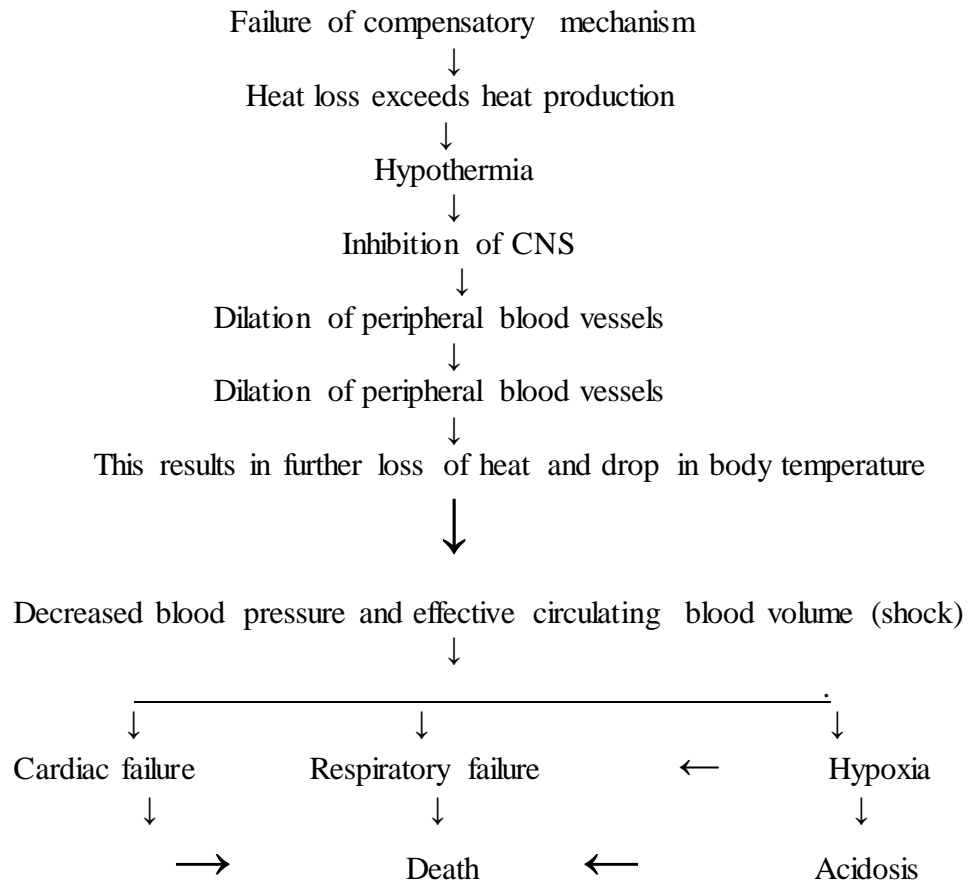 Failure of compensatory mechanism
↓
Heat loss exceeds heat production
↓
Hypothermia
↓
Inhibition of CNS
↓
Dilation of peripheral blood vessels
↓
Dilation of peripheral blood vessels
↓
This results in further loss of heat and drop in body temperature
↓
Decreased blood pressure and effective circulating blood volume (shock)
↓
.
↓ ↓ ↓
Cardiac failure Respiratory failure ← Hypoxia
↓ ↓ ↓
→ Death ← Acidosis